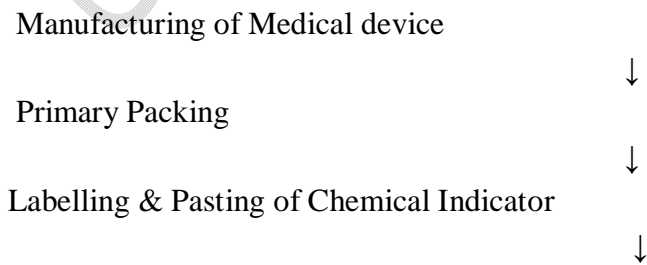 Manufacturing of Medical device
↓
Primary Packing
↓
Labelling & Pasting of Chemical Indicator
↓